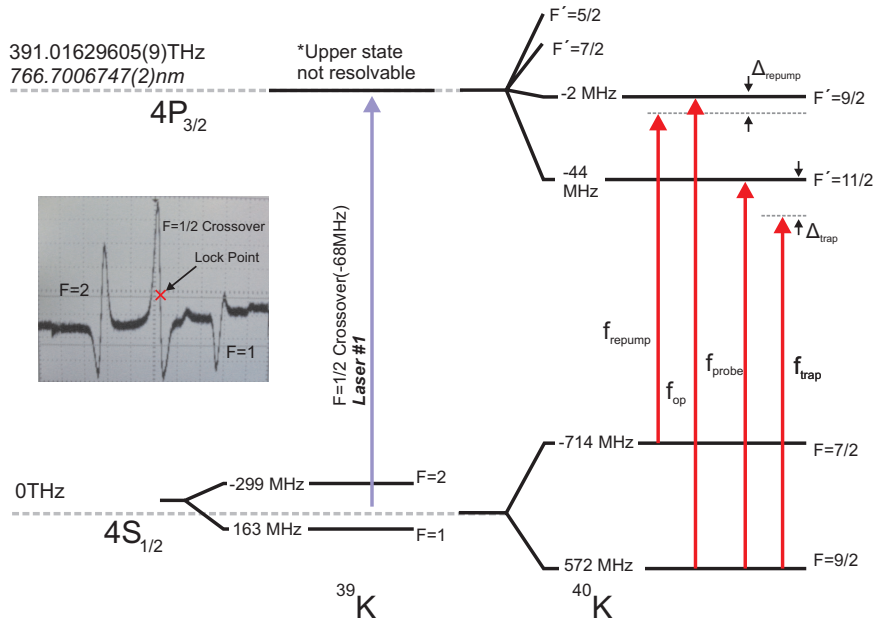 F´=5/2
391.01629605(9)THz
*Upper state
F´=7/2
766.7006747(2)nm
not resolvable
Δrepump
-2 MHz
F´=9/2
4P3/2
-44
MHz
F´=11/2
F=1/2 Crossover
Lock Point
Δtrap
F=2
F=1
F=1/2 Crossover(-68MHz)
Laser #1
frepump
fop
fprobe
ftrap
-714 MHz
F=7/2
0THz
-299 MHz
F=2
4S1/2
163 MHz
F=1
572 MHz
F=9/2
39K
40K